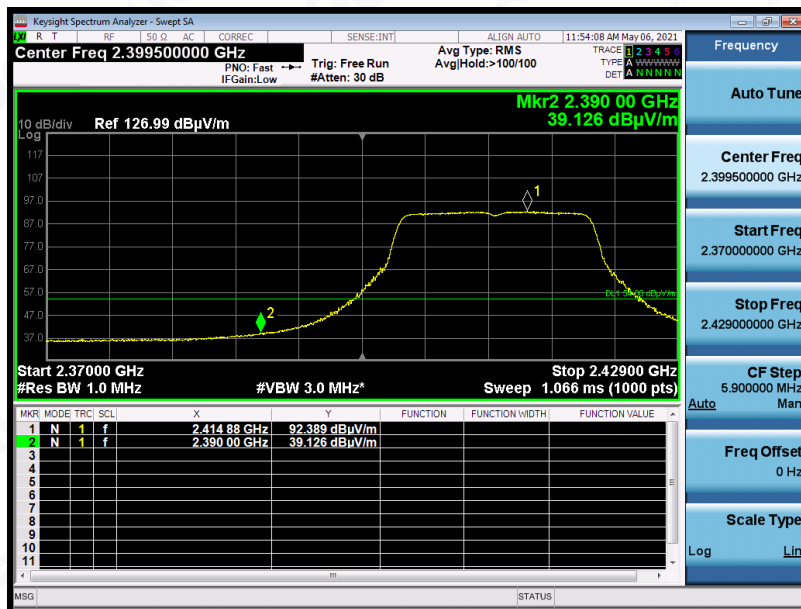 Keysight Spectrum Analyzer - Swept SA
LXI R T RF 50 Ω AC CORREC SENSE:INT ALIGN AUTO 11:54:08 AM May 06, 2021
Center Freq 2.399500000 GHz
PNO: Fast
IFGain:Low
Trig: Free Run
#Atten: 30 dB
Avg Type: RMS
Avg|Hold:>100/100
TRACE 1 2 3 4 5 6
TYPE A WWWWW
DET A N N N N N
Mkr2 2.390 00 GHz
39.126 dBµV/m
10 dB/div Ref 126.99 dBµV/m
Log
117
107
97.0
87.0
77.0
67.0
57.0
47.0
37.0
1
2
Start 2.37000 GHz Stop 2.42900 GHz
#Res BW 1.0 MHz #VBW 3.0 MHz* Sweep 1.066 ms (1000 pts)
MKR MODE TRC SCL X Y FUNCTION FUNCTION WIDTH FUNCTION VALUE
1 N 1 f 2.414 88 GHz 92.389 dBµV/m
2 N 1 f 2.390 00 GHz 39.126 dBµV/m
3
4
5
6
7
8
9
10
11
MSG STATUS
Frequency
Auto Tune
Center Freq
2.399500000 GHz
Start Freq
2.370000000 GHz
Stop Freq
2.429000000 GHz
CF Step
5.900000 MHz
Auto Man
Freq Offset
0 Hz
Scale Type
Log Lin